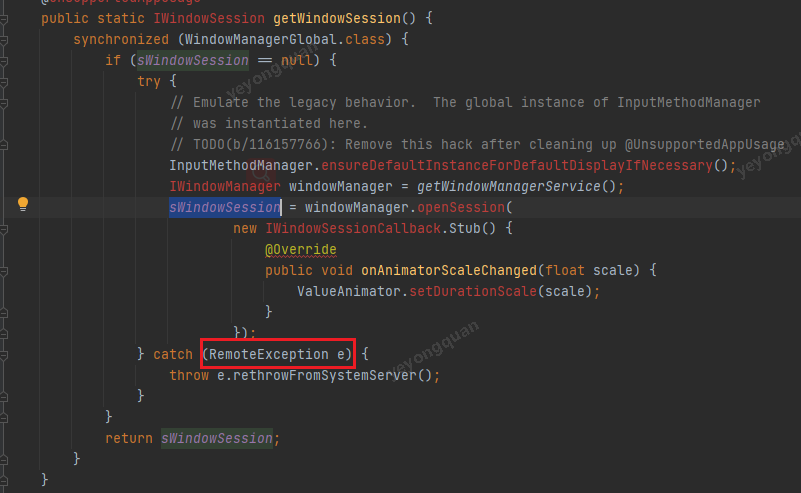 @UnsupportedAppUsage
public static IWindowSession getWindowSession() {
synchronized (WindowManagerGlobal.class) {
if (sWindowSession == null) {
try {
// Emulate the legacy behavior.  The global instance of InputMethodManager
// was instantiated here.
// TODO(b/116157766): Remove this hack after cleaning up @UnsupportedAppUsage
InputMethodManager.ensureDefaultInstanceForDefaultDisplayIfNecessary();
IWindowManager windowManager = getWindowManagerService();
sWindowSession = windowManager.openSession(
new IWindowSessionCallback.Stub() {
@Override
public void onAnimatorScaleChanged(float scale) {
ValueAnimator.setDurationScale(scale);
}
});
} catch (RemoteException e) {
throw e.rethrowFromSystemServer();
}
}
return sWindowSession;
}
}
yeyongquan
yeyongquan
yeyongquan